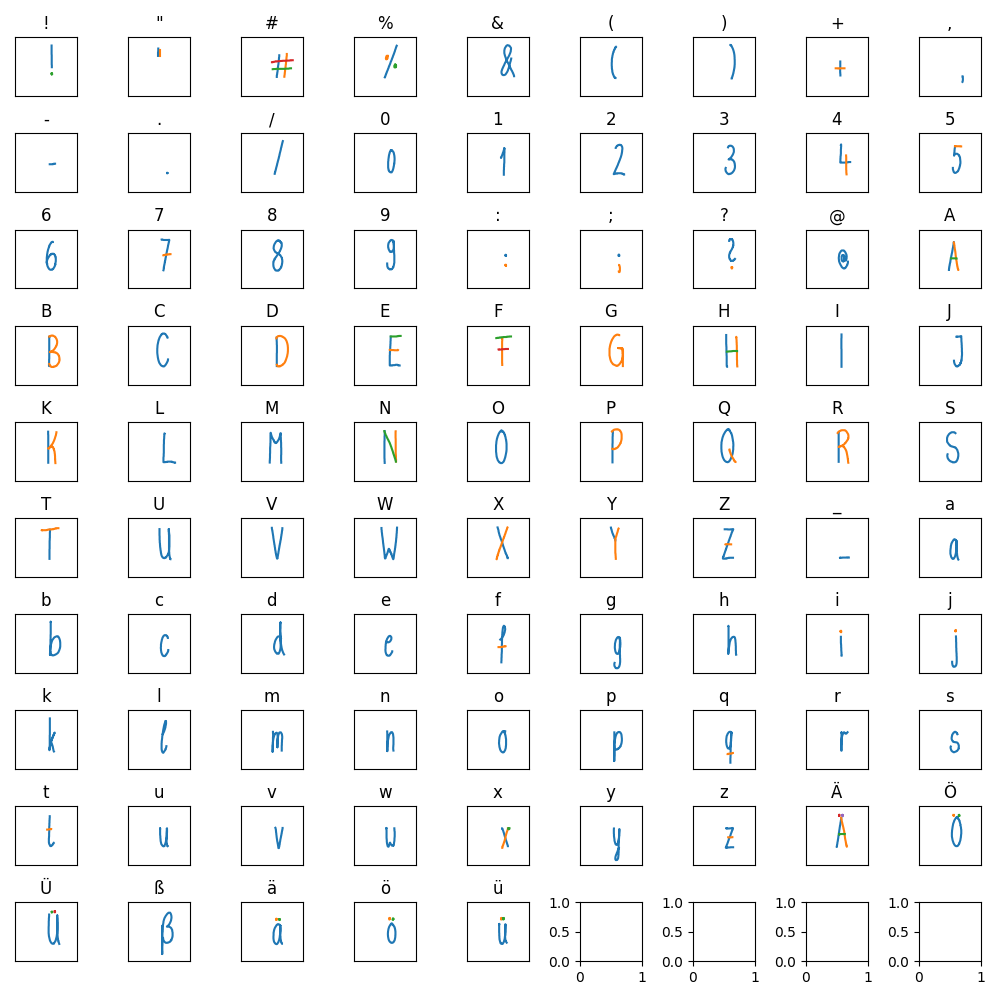 ! " # % & ( ) + ,
! " # % & ( ) + ,
- . / 0 1 2 3 4 5
- . / 0 1 2 3 4 5
6 7 8 9 : ; ? @ A
6 7 8 9 : ; ? @ A
B C D E F G H I J
B C D E F G H I J
K L M N O P Q R S
K L M N O P Q R S
T U V W X Y Z _ a
T U V W X Y Z _ a
b c d e f g h i j
b c d e f g h i j
k l m n o p q r s
k l m n o p q r s
t u v w x y z Ä Ö
t u v w x y z Ä Ö
Ü ß ä ö ü
Ü ß ä ö ü
1.0 1.0 1.0 1.0
0.5 0.5 0.5 0.5
0.0 0.0 0.0 0.0
0 1 0 1 0 1 0 1